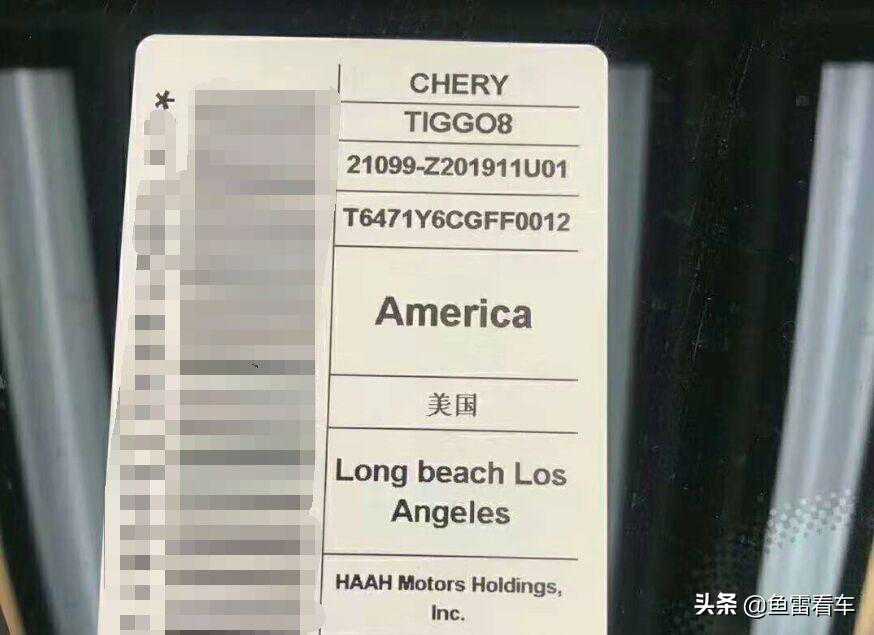 *
CHERY
TIGGO8
21099-Z201911U01
T6471Y6CGFF0012
America
美国
Long beach Los
Angeles
HAAH Motors Holdings,
Inc.
头条 @鱼雷看车